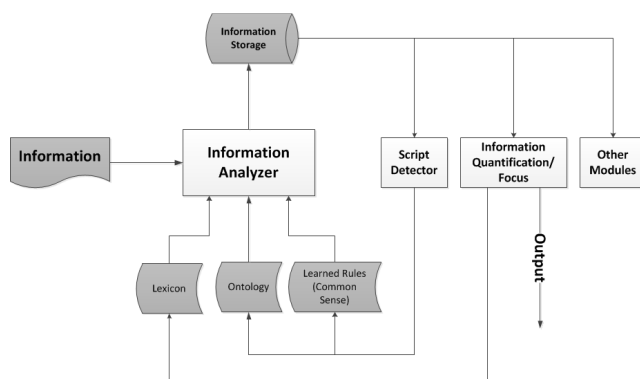 Information
Storage
Information
Information
Analyzer
Script
Detector
Information
Quantification/
Focus
Other
Modules
Output
Lexicon
Ontology
Learned Rules
(Common
Sense)